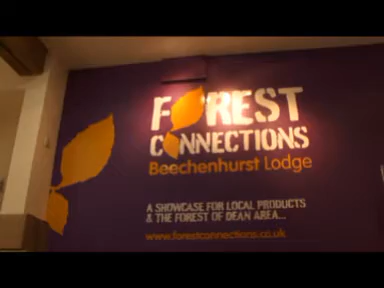 FOREST
CONNECTIONS
Beechenhurst Lodge
A SHOWCASE FOR LOCAL PRODUCTS
& THE FOREST OF DEAN AREA...
www.forestconnections.co.uk